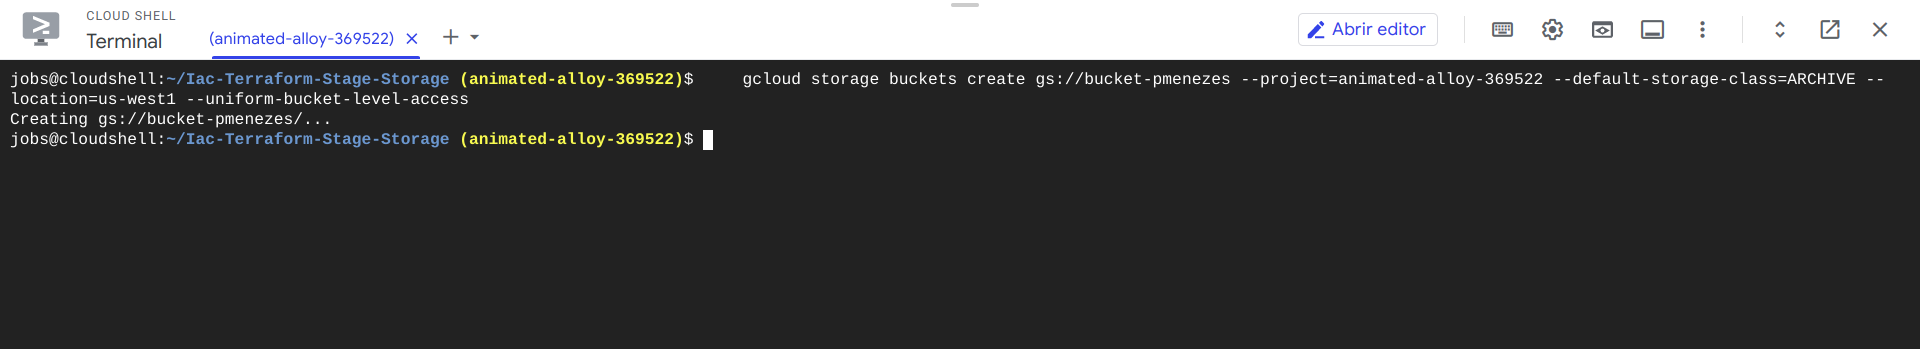 CLOUD SHELL
Terminal
(animated-alloy-369522)
Abrir editor
jobs@cloudshell:~/Iac-Terraform-Stage-Storage (animated-alloy-369522)$     gcloud storage buckets create gs://bucket-pmenezes --project=animated-alloy-369522 --default-storage-class=ARCHIVE --
location=us-west1 --uniform-bucket-level-access
Creating gs://bucket-pmenezes/...
jobs@cloudshell:~/Iac-Terraform-Stage-Storage (animated-alloy-369522)$